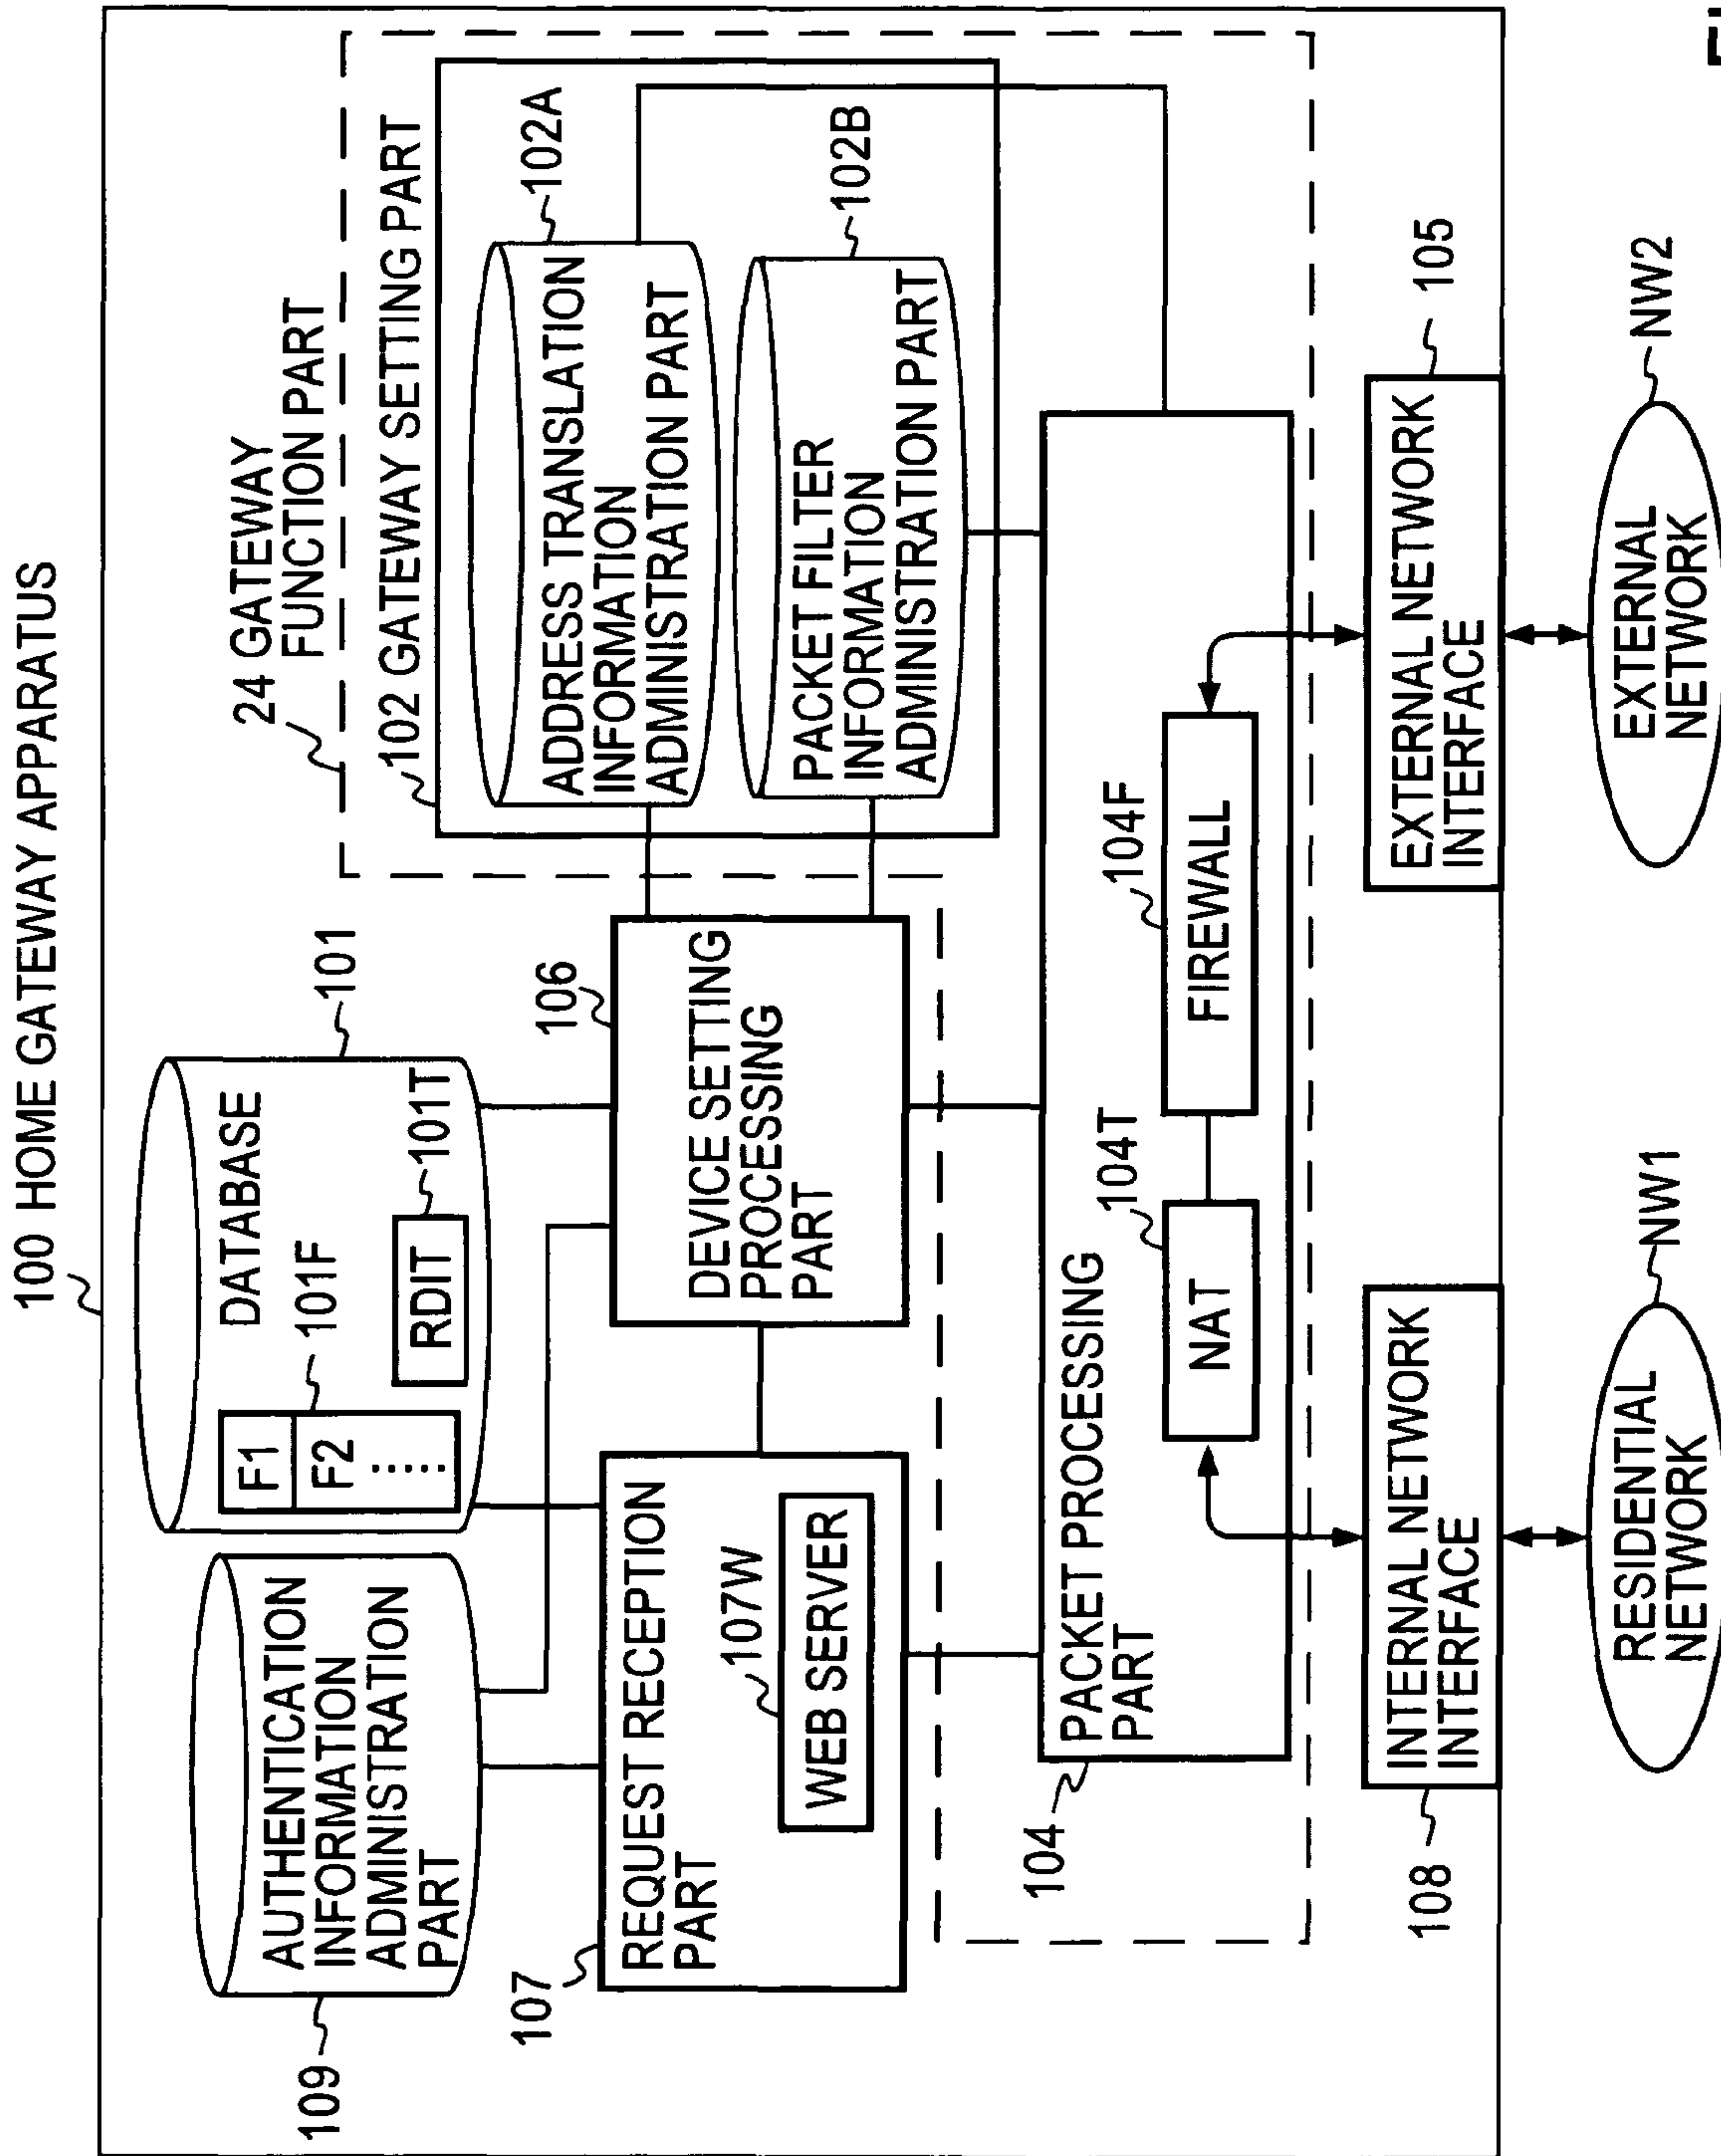 100 HOME GATEWAY APPARATUS
109
AUTHENTICATION
INFORMATION
ADMINISTRATION
PART
DATABASE
101
F1
F2
101F
RDIT
101T
24 GATEWAY
FUNCTION PART
102 GATEWAY SETTING PART
ADDRESS TRANSLATION
INFORMATION
ADMINISTRATION PART
102A
PACKET FILTER
INFORMATION
ADMINISTRATION PART
102B
107
REQUEST RECEPTION
PART
107W
WEB SERVER
106
DEVICE SETTING
PROCESSING
PART
104
PACKET PROCESSING
PART
104T
NAT
104F
FIREWALL
108
INTERNAL NETWORK
INTERFACE
EXTERNAL NETWORK
INTERFACE
105
RESIDENTIAL
NETWORK
NW1
EXTERNAL
NETWORK
NW2